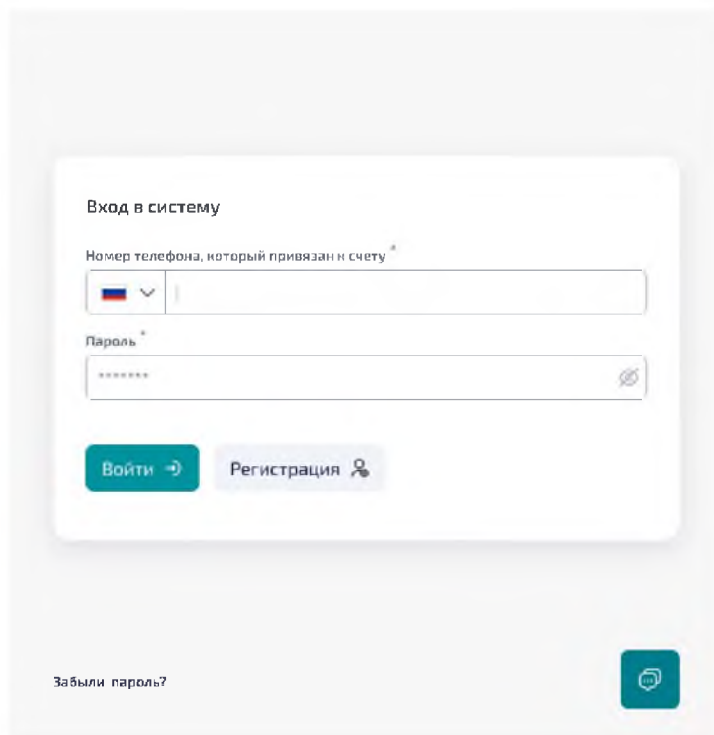 Вход в систему
Номер телефона, который привязан к счету *
Пароль *
*******
Войти
Регистрация
Забыли пароль?